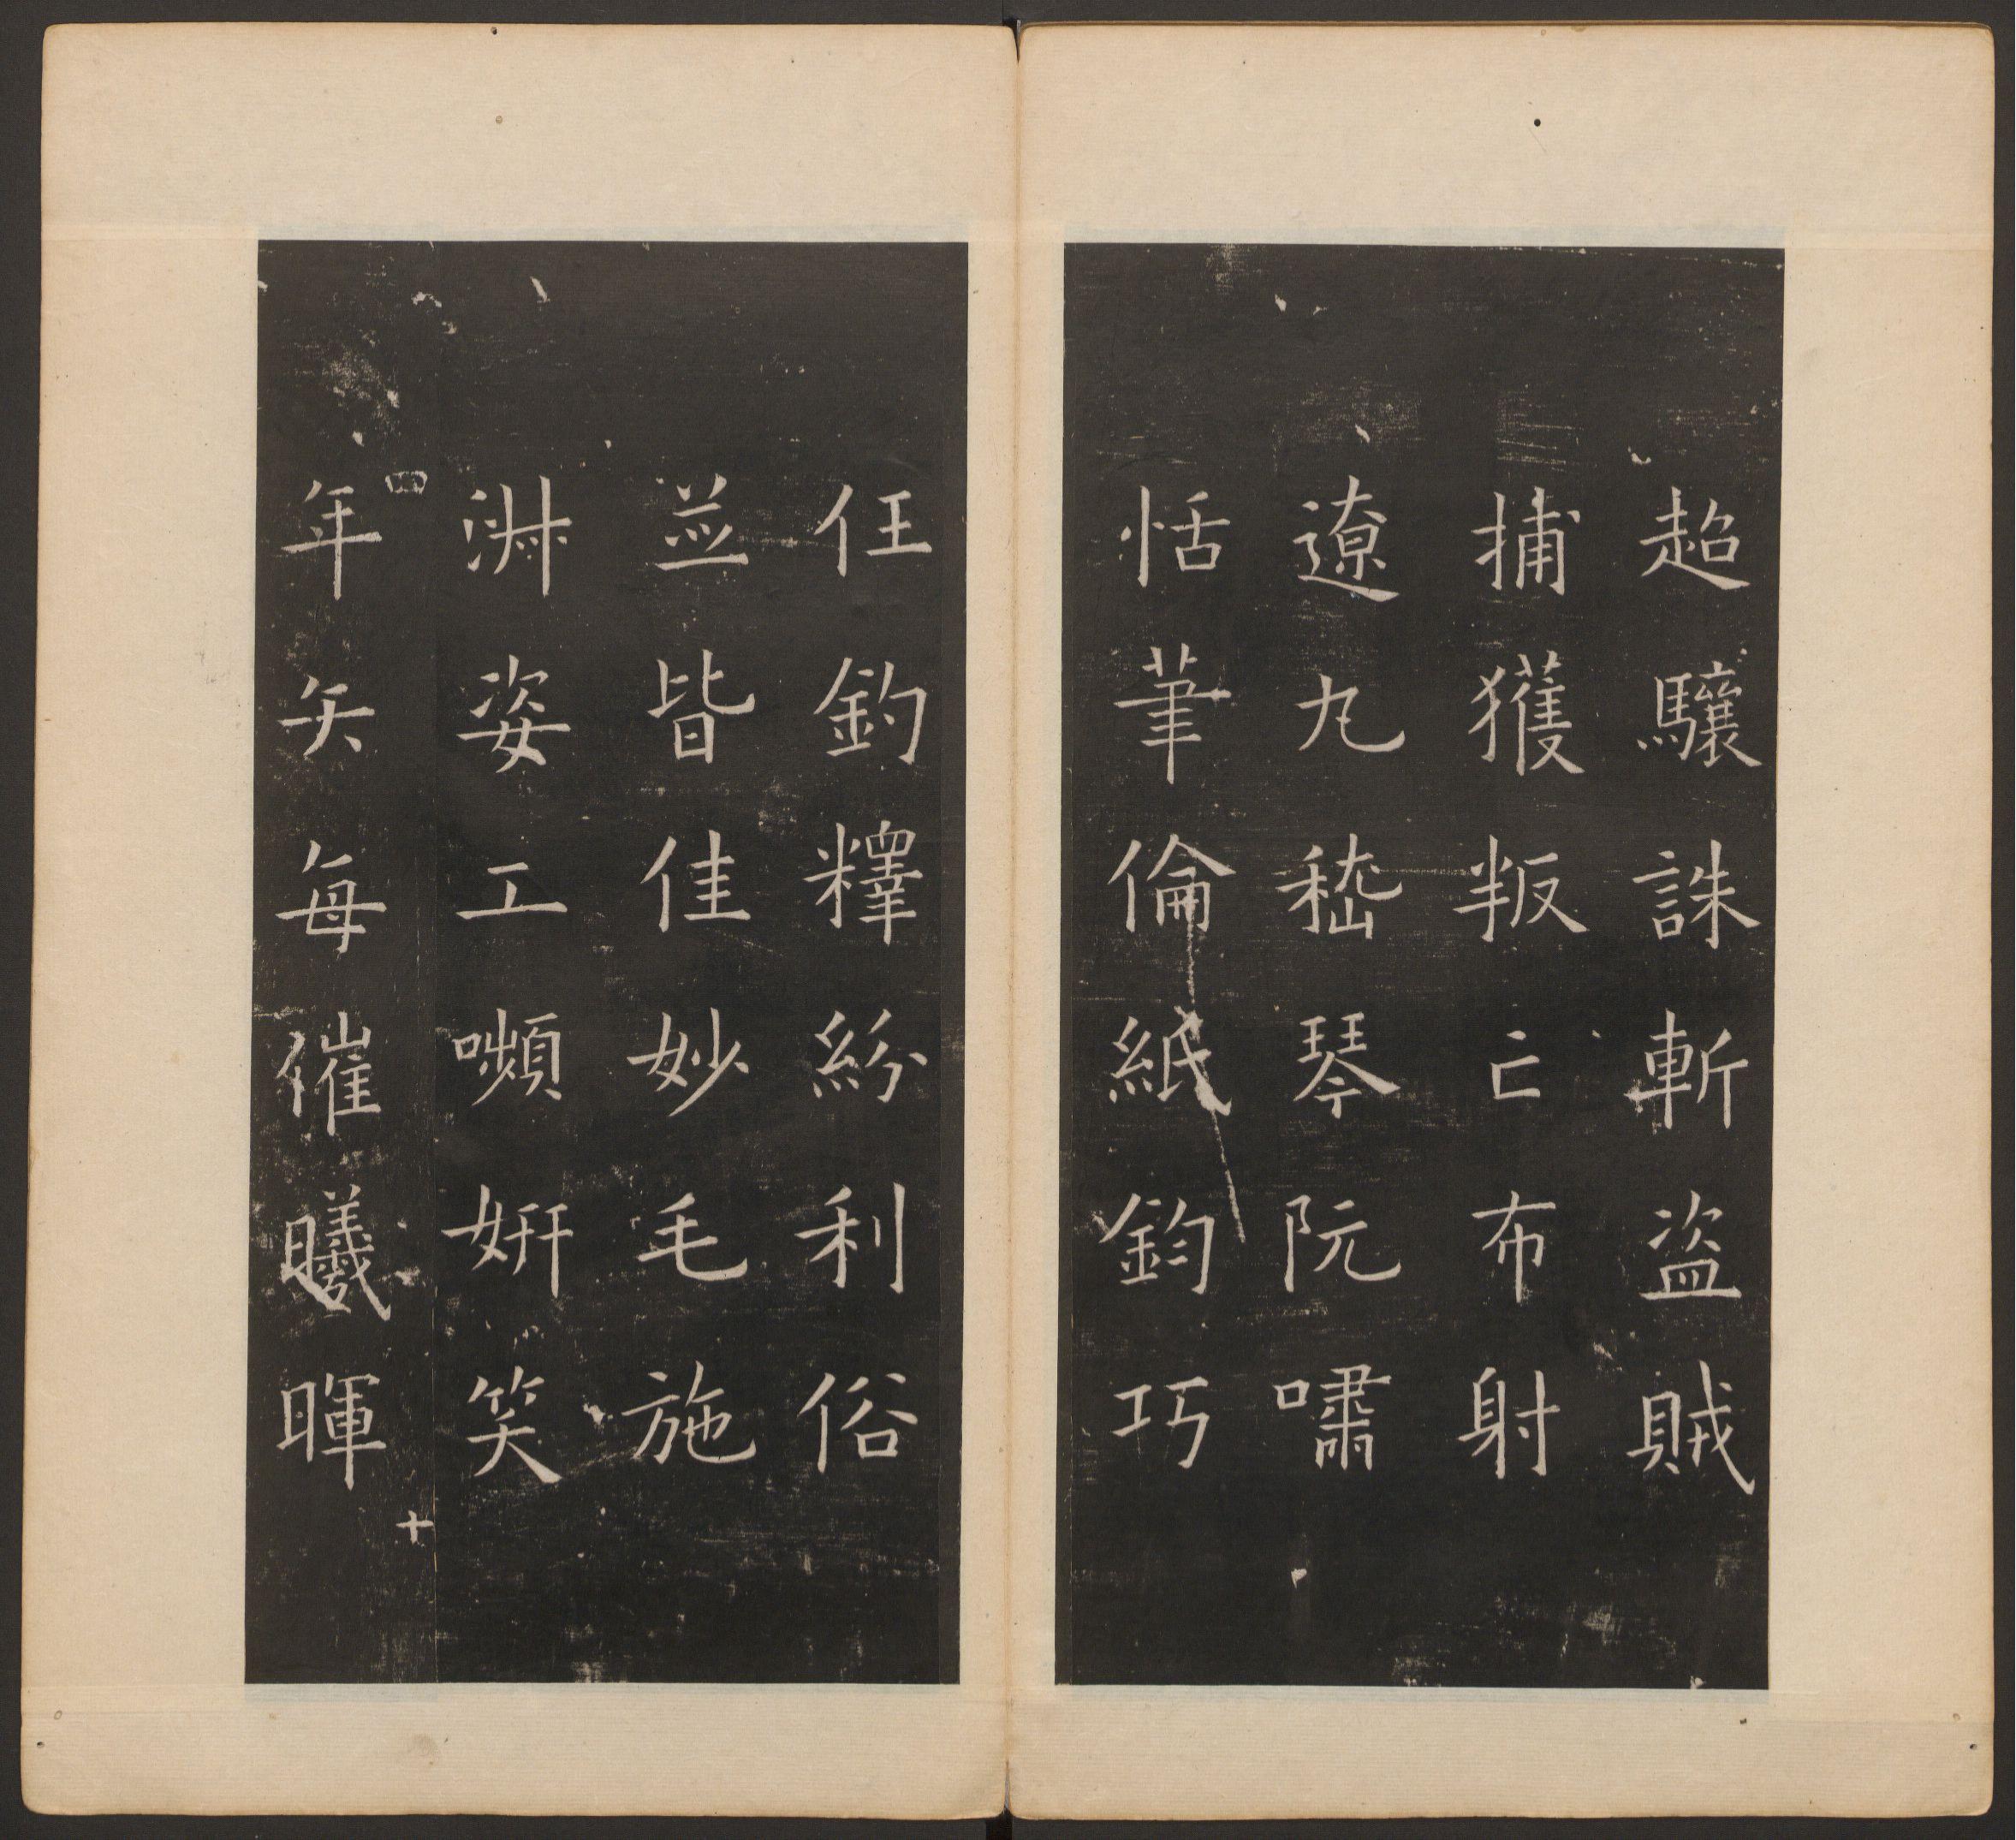 超驤誅斬盜賊
捕獲叛亡布射
遼丸嵇琴阮嘯
恬筆倫紙鈞巧
任釣釋紛利俗
並皆佳妙毛施
淋姿工嚬妍笑
四
年矢每催曦暉
十